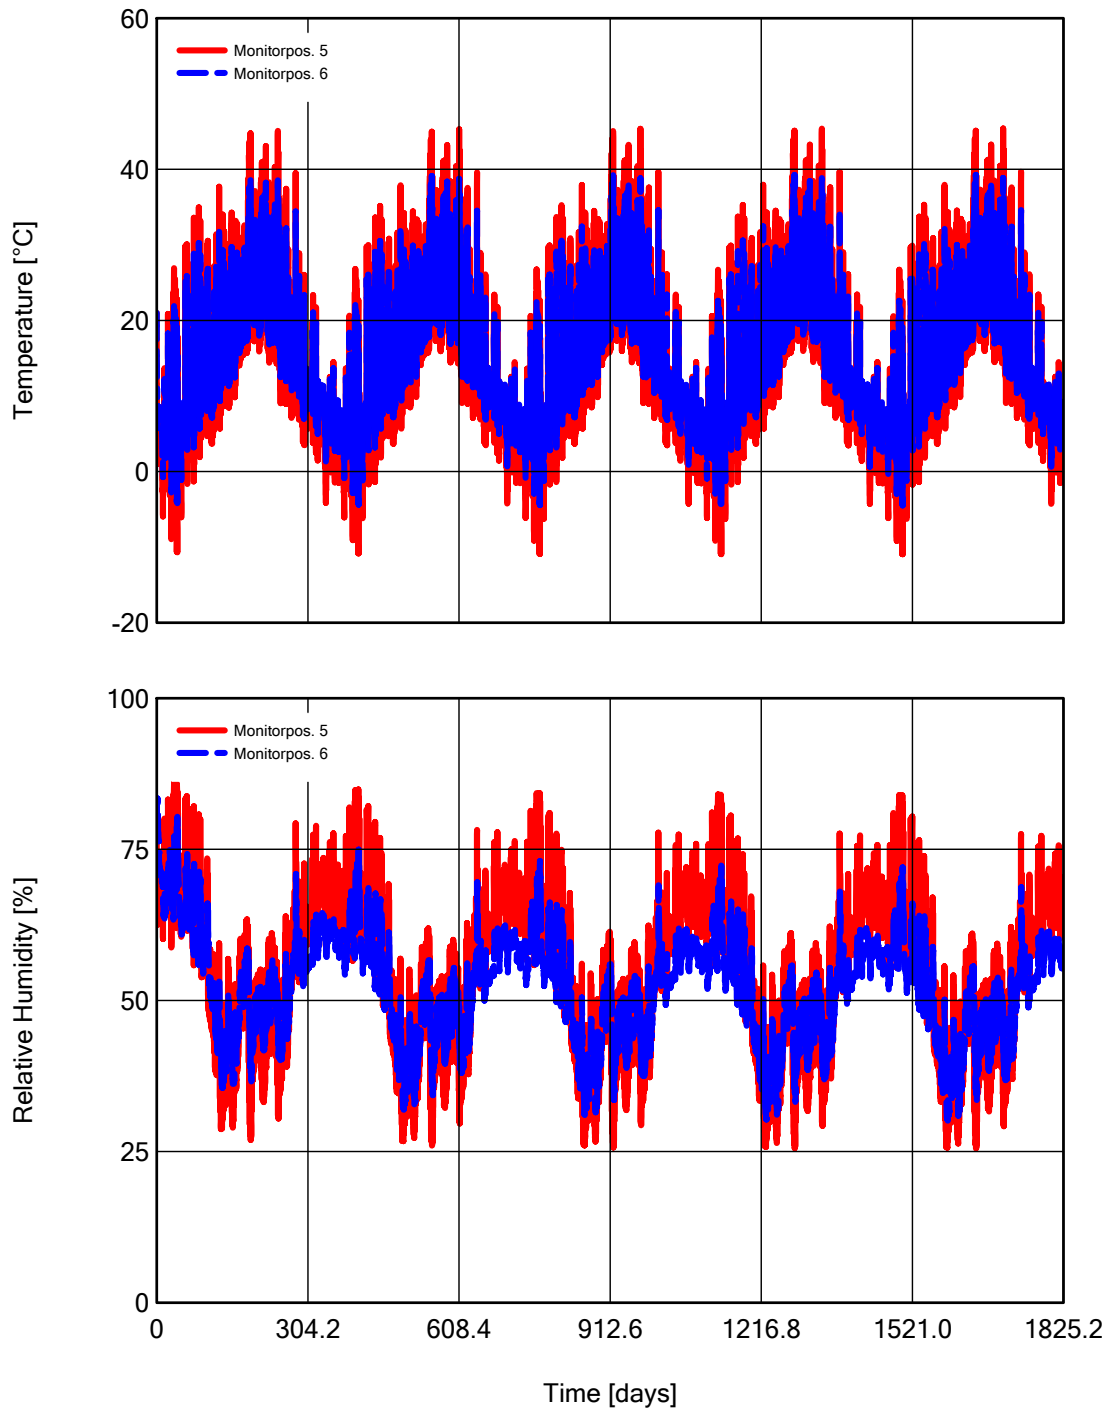 60
Monitorpos. 5
Monitorpos. 6
40
Temperature [°C]
20
0
-20
100
Monitorpos. 5
Monitorpos. 6
75
Relative Humidity [%]
50
25
0
0 304.2 608.4 912.6 1216.8 1521.0 1825.2
Time [days]